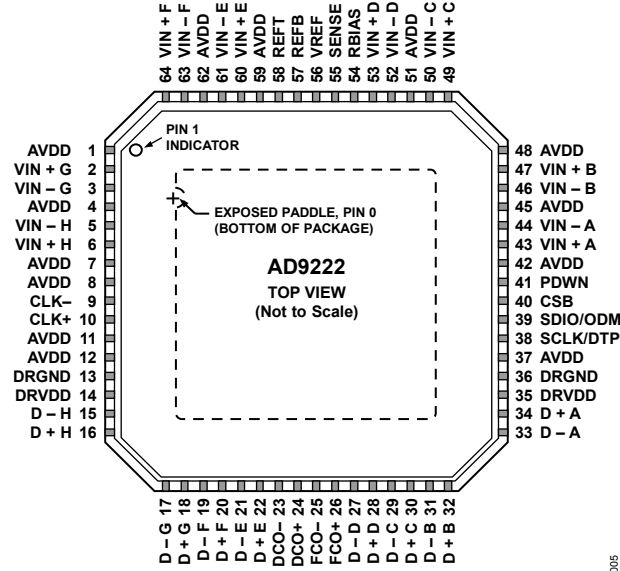 64 VIN + F
63 VIN – F
62 AVDD
61 VIN – E
60 VIN + E
59 AVDD
58 REFT
57 REFB
56 VREF
55 SENSE
54 RBIAS
53 VIN + D
52 VIN – D
51 AVDD
50 VIN – C
49 VIN + C
PIN 1
INDICATOR
AVDD 1
VIN + G 2
VIN – G 3
AVDD 4
VIN – H 5
VIN + H 6
AVDD 7
AVDD 8
CLK– 9
CLK+ 10
AVDD 11
AVDD 12
DRGND 13
DRVDD 14
D – H 15
D + H 16
EXPOSED PADDLE, PIN 0
(BOTTOM OF PACKAGE)
AD9222
TOP VIEW
(Not to Scale)
48 AVDD
47 VIN + B
46 VIN – B
45 AVDD
44 VIN – A
43 VIN + A
42 AVDD
41 PDWN
40 CSB
39 SDIO/ODM
38 SCLK/DTP
37 AVDD
36 DRGND
35 DRVDD
34 D + A
33 D – A
D – G 17
D + G 18
D – F 19
D + F 20
D – E 21
D + E 22
DCO– 23
DCO+ 24
FCO– 25
FCO+ 26
D – D 27
D + D 28
D – C 29
D + C 30
D – B 31
D + B 32
005